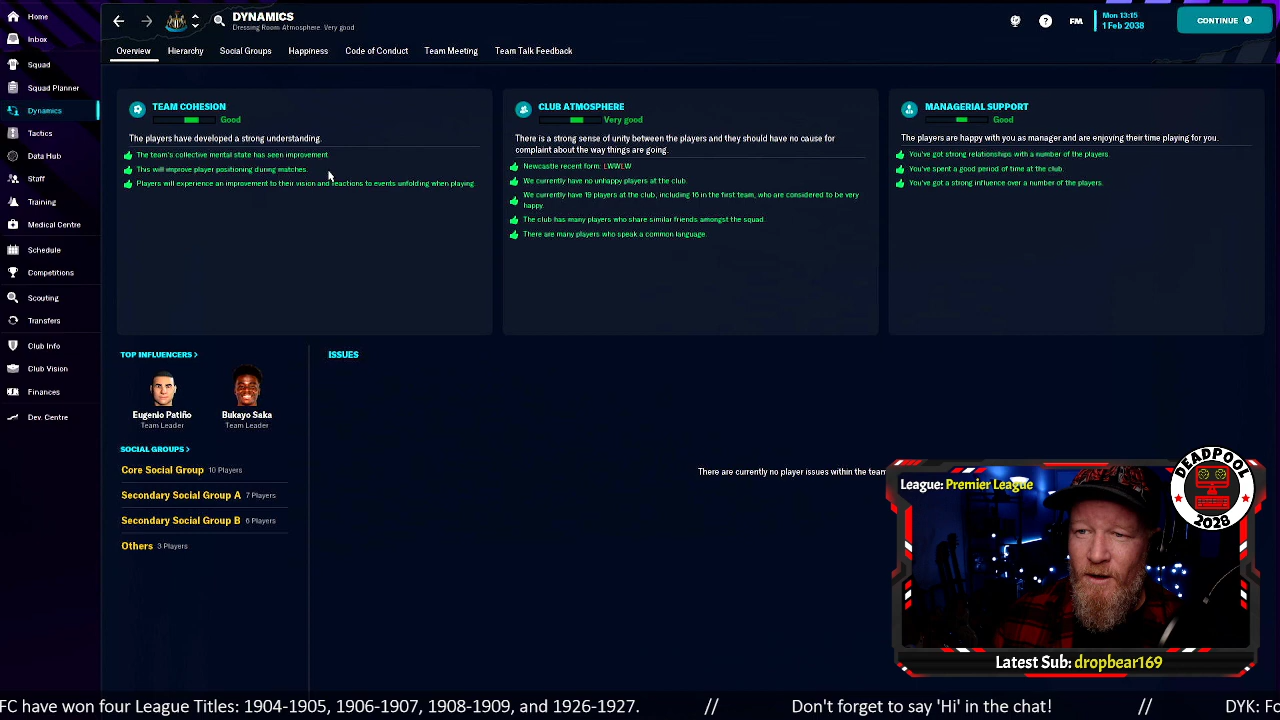 Home
Inbox
Squad
Squad Planner
Dynamics
Tactics
Data Hub
Staff
Training
Medical Centre
Schedule
Competitions
Scouting
Transfers
Club Info
Club Vision
Finances
Dev. Centre
DYNAMICS
Dressing Room Atmosphere: Very good
FM
Mon 13:15
1 Feb 2038
CONTINUE
Overview Hierarchy Social Groups Happiness Code of Conduct Team Meeting Team Talk Feedback
TEAM COHESION
Good
The players have developed a strong understanding.
The team's collective mental state has seen improvement.
This will improve player positioning during matches.
Players will experience an improvement to their vision and reactions to events unfolding when playing.
CLUB ATMOSPHERE
Very good
There is a strong sense of unity between the players and they should have no cause for
complaint about the way things are going.
Newcastle recent form: LWWLW
We currently have no unhappy players at the club.
We currently have 19 players at the club, including 16 in the first team, who are considered to be very
happy.
The club has many players who share similar friends amongst the squad.
There are many players who speak a common language.
MANAGERIAL SUPPORT
Good
The players are happy with you as manager and are enjoying their time playing for you.
You've got strong relationships with a number of the players.
You've spent a good period of time at the club.
You've got a strong influence over a number of the players.
TOP INFLUENCERS >
Eugenio Patiño
Team Leader
Bukayo Saka
Team Leader
SOCIAL GROUPS >
Core Social Group 10 Players
Secondary Social Group A 7 Players
Secondary Social Group B 6 Players
Others 3 Players
ISSUES
There are currently no player issues within the team
League: Premier League
DEADPOOL
2028
Latest Sub: dropbear169
FC have won four League Titles: 1904-1905, 1906-1907, 1908-1909, and 1926-1927. // Don't forget to say 'Hi' in the chat! // DYK: Fo